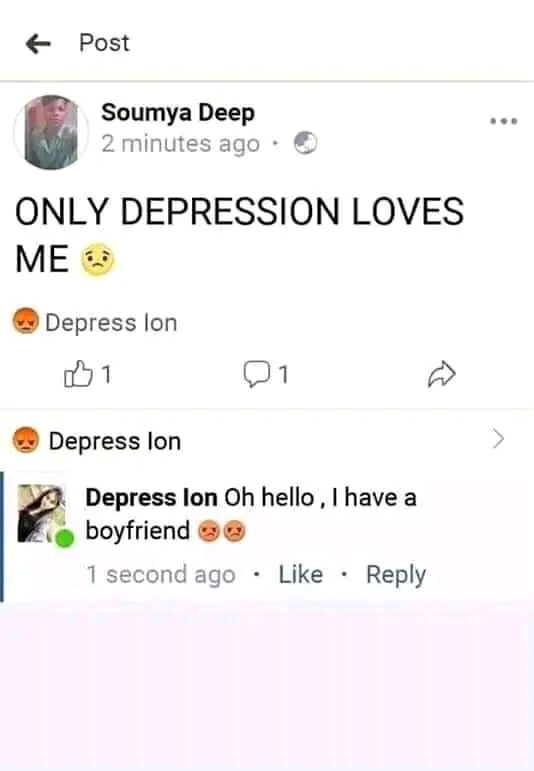 Post
Soumya Deep
2 minutes ago ·
ONLY DEPRESSION LOVES
ME 😟
😡 Depress Ion
1 1
😡 Depress Ion
Depress Ion Oh hello , I have a
boyfriend 😡😡
1 second ago · Like · Reply